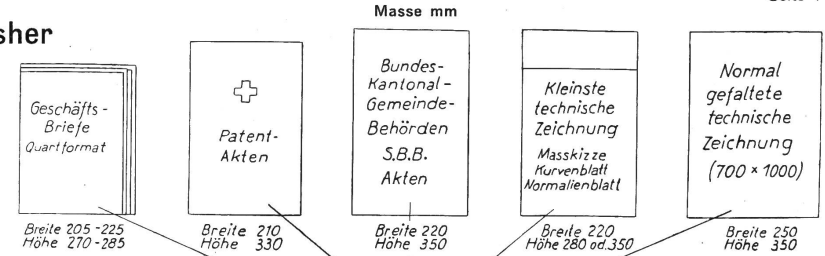 Masse mm
sher
Geschäfts-
Briefe
Quartformat
Breite 205-225
Höhe 270-285
Patent-
Akten
Breite 210
Höhe 330
Bundes-
Kantonal-
Gemeinde-
Behörden
S.B.B.
Akten
Breite 220
Höhe 350
Kleinste
technische
Zeichnung
Masskizze
Kurvenblatt
Normalienblatt
Breite 220
Höhe 280 od. 350
Normal
gefaltete
technische
Zeichnung
(700 × 1000)
Breite 250
Höhe 350